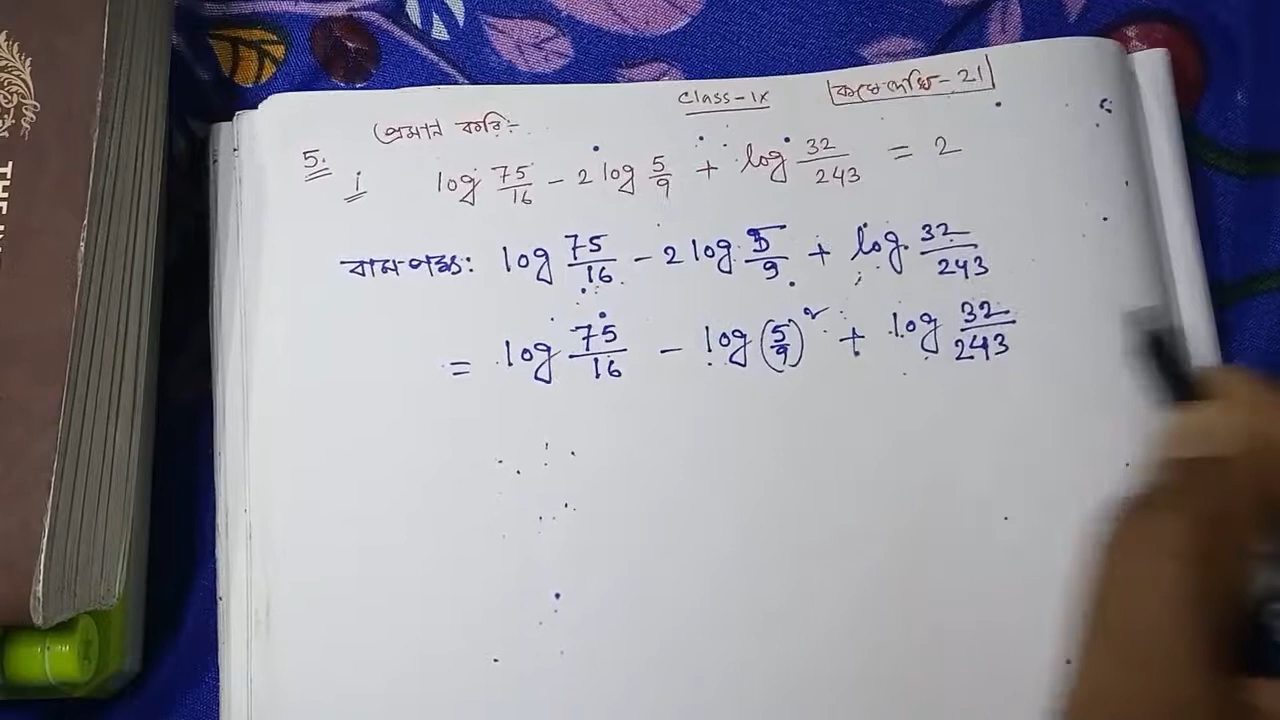 Class-IX
কষে দেখি-21
প্রমান করি:-
5. i log 75/16 - 2 log 5/9 + log 32/243 = 2
বামপক্ষ: log 75/16 - 2 log 5/9 + log 32/243
= log 75/16 - log (5/9)² + log 32/243